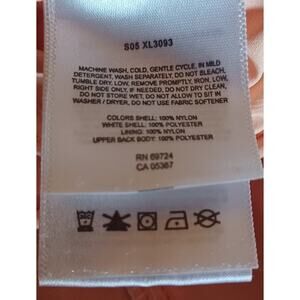 S05 XL3093
MACHINE WASH, COLD, GENTLE CYCLE, IN MILD
DETERGENT, WASH SEPARATELY, DO NOT BLEACH,
TUMBLE DRY, LOW, REMOVE PROMPTLY, IRON, LOW,
RIGHT SIDE ONLY, IF NEEDED, DO NOT DRY CLEAN,
DO NOT STORE WET, DO NOT ALLOW TO SIT IN
WASHER / DRYER, DO NOT USE FABRIC SOFTENER
COLORS SHELL: 100% NYLON
WHITE SHELL: 100% POLYESTER
LINING: 100% NYLON
UPPER BACK BODY: 100% POLYESTER
RN 69724
CA 05367